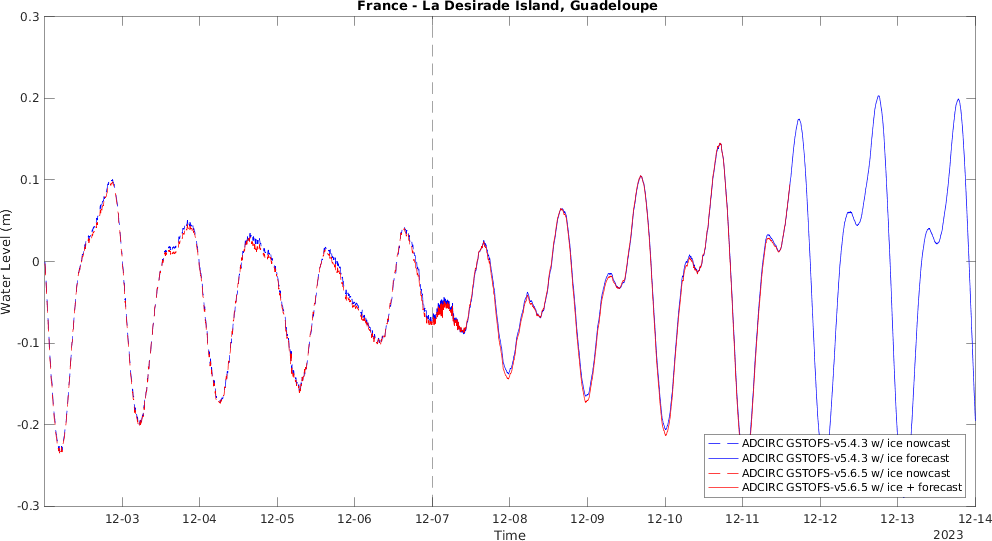 France - La Desirade Island, Guadeloupe
0.3
0.2
0.1
0
-0.1
-0.2
-0.3
Water Level (m)
ADCIRC GSTOFS-v5.4.3 w/ ice nowcast
ADCIRC GSTOFS-v5.4.3 w/ ice forecast
ADCIRC GSTOFS-v5.6.5 w/ ice nowcast
ADCIRC GSTOFS-v5.6.5 w/ ice + forecast
12-03 12-04 12-05 12-06 12-07 12-08 12-09 12-10 12-11 12-12 12-13 12-14
Time
2023